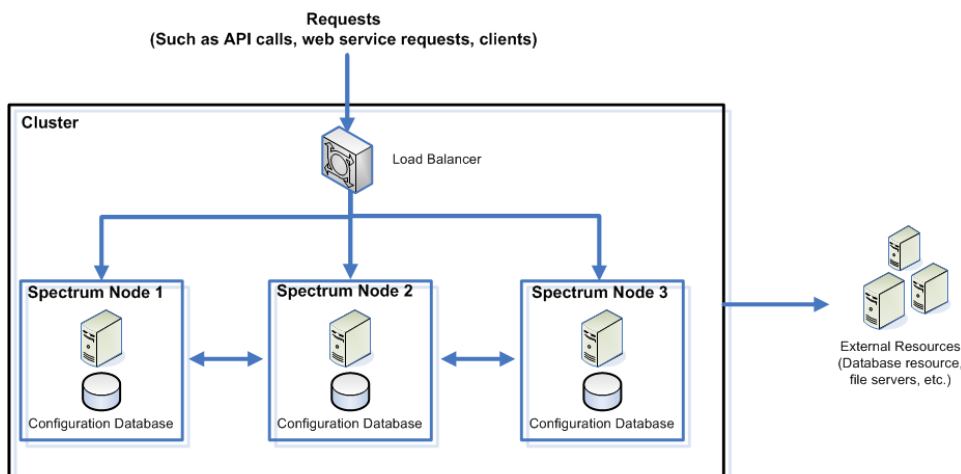 Requests
(Such as API calls, web service requests, clients)
Cluster
Load Balancer
Spectrum Node 1
Spectrum Node 2
Spectrum Node 3
Configuration Database
Configuration Database
Configuration Database
External Resources
(Database resource,
file servers, etc.)